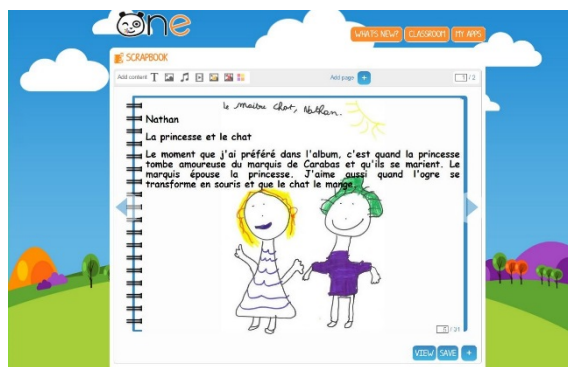 One
WHAT'S NEW?
CLASSROOM
MY APPS
SCRAPBOOK
Add content T
Add page +
1 / 2
le maître chat, Nathan.
Nathan
La princesse et le chat
Le moment que j'ai préféré dans l'album, c'est quand la princesse
tombe amoureuse du marquis de Carabas et qu'ils se marient. Le
marquis épouse la princesse. J'aime aussi quand l'ogre se
transforme en souris et que le chat le mange.
VIEW
SAVE
+